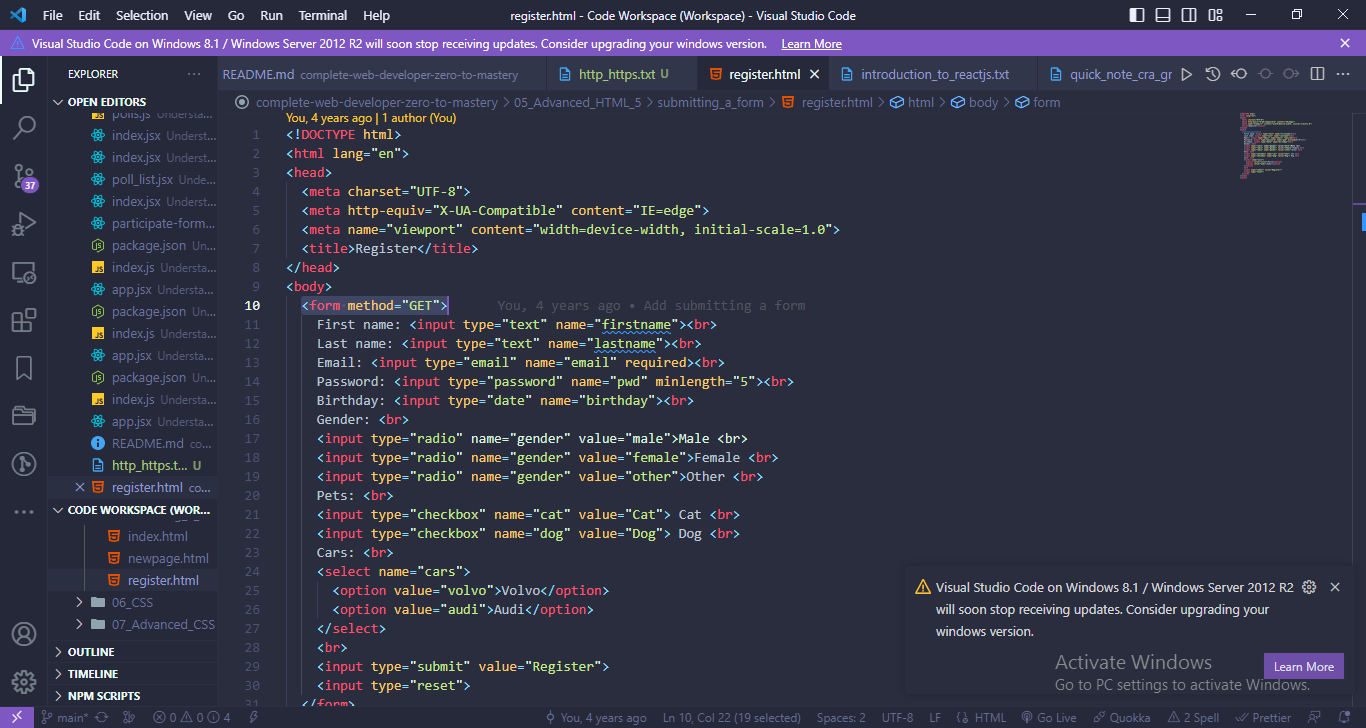 File Edit Selection View Go Run Terminal Help
register.html - Code Workspace (Workspace) - Visual Studio Code
Visual Studio Code on Windows 8.1 / Windows Server 2012 R2 will soon stop receiving updates. Consider upgrading your windows version. Learn More
EXPLORER
OPEN EDITORS
polls.js Understa...
index.jsx Underst...
index.jsx Underst...
poll_list.jsx Unde...
index.jsx Underst...
participate-form...
package.json Un...
index.js Understa...
app.jsx Understa...
package.json Un...
index.js Understa...
app.jsx Understa...
package.json Un...
index.js Understa...
app.jsx Understa...
README.md co...
http_https.t... U
register.html co...
CODE WORKSPACE (WOR...
index.html
newpage.html
register.html
06_CSS
07_Advanced_CSS
OUTLINE
TIMELINE
NPM SCRIPTS
37
README.md complete-web-developer-zero-to-mastery
http_https.txt U
register.html
introduction_to_reactjs.txt
quick_note_cra_gr
complete-web-developer-zero-to-mastery > 05_Advanced_HTML_5 > submitting_a_form > register.html > html > body > form
You, 4 years ago | 1 author (You)
1 <!DOCTYPE html>
2 <html lang="en">
3 <head>
4 <meta charset="UTF-8">
5 <meta http-equiv="X-UA-Compatible" content="IE=edge">
6 <meta name="viewport" content="width=device-width, initial-scale=1.0">
7 <title>Register</title>
8 </head>
9 <body>
10 <form method="GET"> You, 4 years ago • Add submitting a form
11 First name: <input type="text" name="firstname"><br>
12 Last name: <input type="text" name="lastname"><br>
13 Email: <input type="email" name="email" required><br>
14 Password: <input type="password" name="pwd" minlength="5"><br>
15 Birthday: <input type="date" name="birthday"><br>
16 Gender: <br>
17 <input type="radio" name="gender" value="male">Male <br>
18 <input type="radio" name="gender" value="female">Female <br>
19 <input type="radio" name="gender" value="other">Other <br>
20 Pets: <br>
21 <input type="checkbox" name="cat" value="Cat"> Cat <br>
22 <input type="checkbox" name="dog" value="Dog"> Dog <br>
23 Cars: <br>
24 <select name="cars">
25 <option value="volvo">Volvo</option>
26 <option value="audi">Audi</option>
27 </select>
28 <br>
29 <input type="submit" value="Register">
30 <input type="reset">
31 </form>
Visual Studio Code on Windows 8.1 / Windows Server 2012 R2
will soon stop receiving updates. Consider upgrading your
windows version.
Learn More
Activate Windows
Go to PC settings to activate Windows.
main* 0 0 4
You, 4 years ago Ln 10, Col 22 (19 selected) Spaces: 2 UTF-8 LF HTML Go Live Quokka 2 Spell Prettier